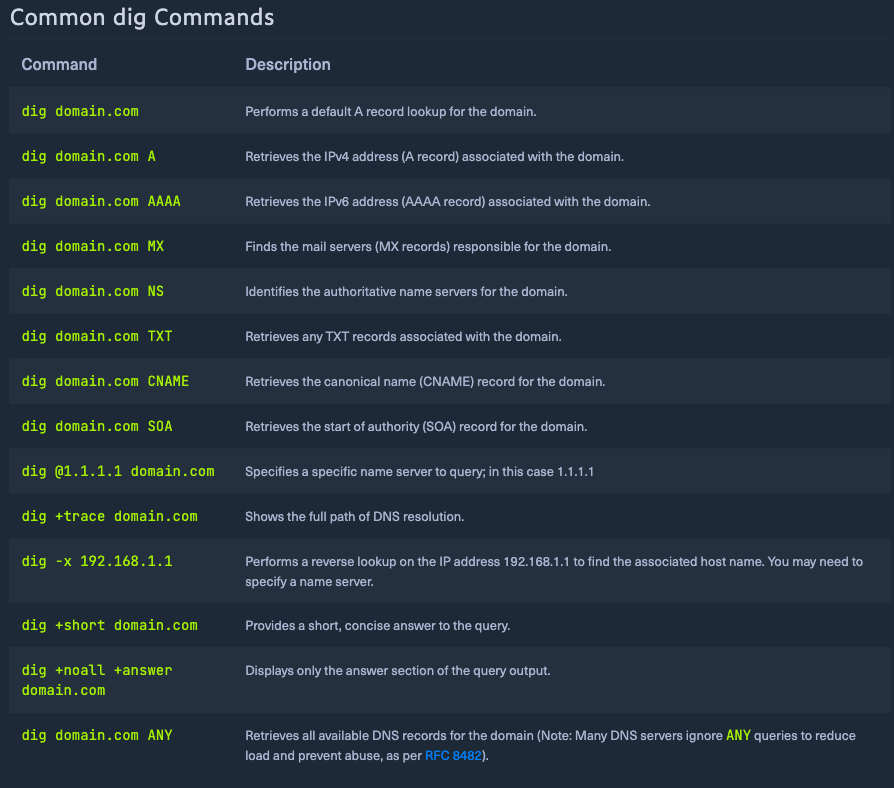 Common dig Commands
Command Description
dig domain.com Performs a default A record lookup for the domain.
dig domain.com A Retrieves the IPv4 address (A record) associated with the domain.
dig domain.com AAAA Retrieves the IPv6 address (AAAA record) associated with the domain.
dig domain.com MX Finds the mail servers (MX records) responsible for the domain.
dig domain.com NS Identifies the authoritative name servers for the domain.
dig domain.com TXT Retrieves any TXT records associated with the domain.
dig domain.com CNAME Retrieves the canonical name (CNAME) record for the domain.
dig domain.com SOA Retrieves the start of authority (SOA) record for the domain.
dig @1.1.1.1 domain.com Specifies a specific name server to query; in this case 1.1.1.1
dig +trace domain.com Shows the full path of DNS resolution.
dig -x 192.168.1.1 Performs a reverse lookup on the IP address 192.168.1.1 to find the associated host name. You may need to
specify a name server.
dig +short domain.com Provides a short, concise answer to the query.
dig +noall +answer Displays only the answer section of the query output.
domain.com
dig domain.com ANY Retrieves all available DNS records for the domain (Note: Many DNS servers ignore ANY queries to reduce
load and prevent abuse, as per RFC 8482).